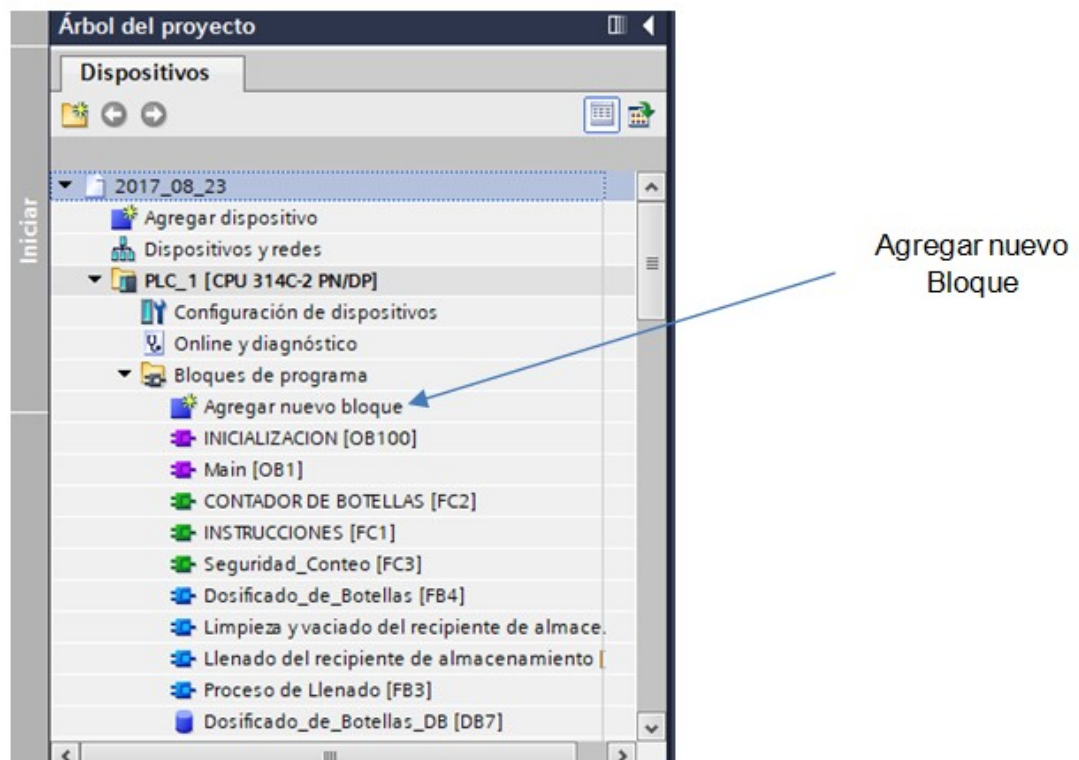 Árbol del proyecto
Dispositivos
Iniciar
2017_08_23
Agregar dispositivo
Dispositivos y redes
PLC_1 [CPU 314C-2 PN/DP]
Configuración de dispositivos
Online y diagnóstico
Bloques de programa
Agregar nuevo bloque
INICIALIZACION [OB100]
Main [OB1]
CONTADOR DE BOTELLAS [FC2]
INSTRUCCIONES [FC1]
Seguridad_Conteo [FC3]
Dosificado_de_Botellas [FB4]
Limpieza y vaciado del recipiente de almace.
Llenado del recipiente de almacenamiento [
Proceso de Llenado [FB3]
Dosificado_de_Botellas_DB [DB7]
Agregar nuevo
Bloque